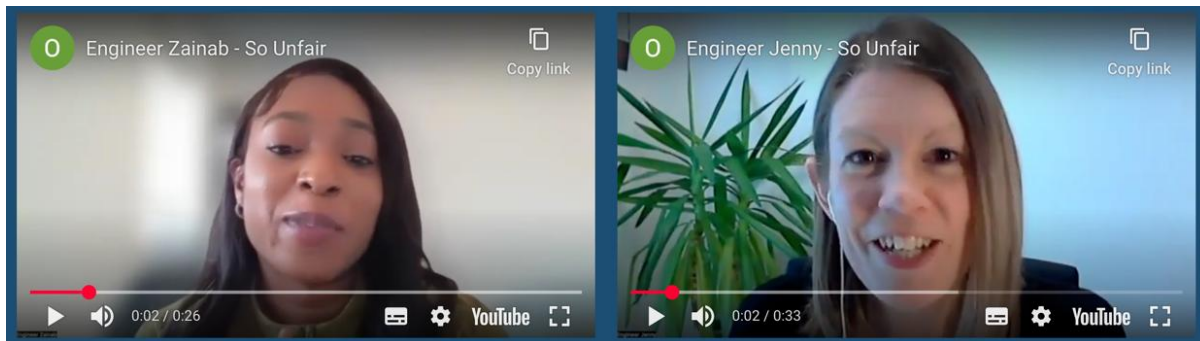 O
Engineer Zainab - So Unfair
Copy link
0:02 / 0:26
YouTube
O
Engineer Jenny - So Unfair
Copy link
0:02 / 0:33
YouTube